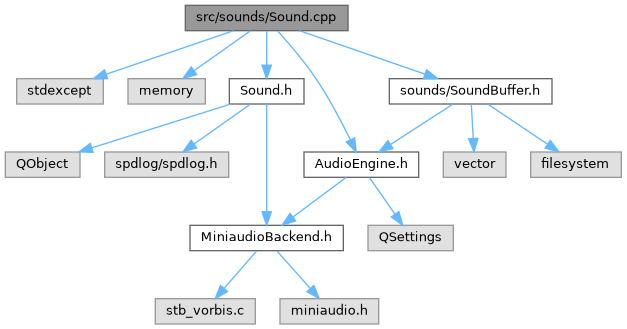 src/sounds/Sound.cpp
stdexcept
memory
Sound.h
sounds/SoundBuffer.h
QObject
spdlog/spdlog.h
AudioEngine.h
vector
filesystem
MiniaudioBackend.h
QSettings
stb_vorbis.c
miniaudio.h